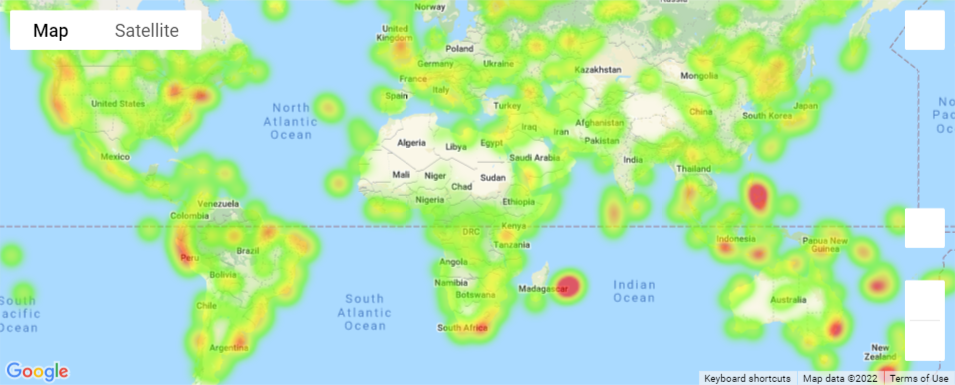 Norway
Russia
Map
Satellite
United
Kingdom
Poland
Germany
Ukraine
Kazakhstan
Mongolia
France
Italy
Spain
Turkey
United States
North
Atlantic
Ocean
China
Japan
South Korea
No
Pac
Oc
Afghanistan
Iraq
Iran
Pakistan
Algeria
Libya
Egypt
Mexico
Saudi Arabia
India
Thailand
Mali
Niger
Chad
Sudan
Nigeria
Ethiopia
Venezuela
Colombia
DRC
Kenya
Tanzania
Indonesia
Papua New
Guinea
Peru
Brazil
Bolivia
Angola
Namibia
Botswana
Madagascar
Indian
Ocean
South
acific
Ocean
Chile
South
Atlantic
Ocean
Australia
South Africa
Argentina
New
Zealand
Google
Keyboard shortcuts
Map data ©2022
Terms of Use